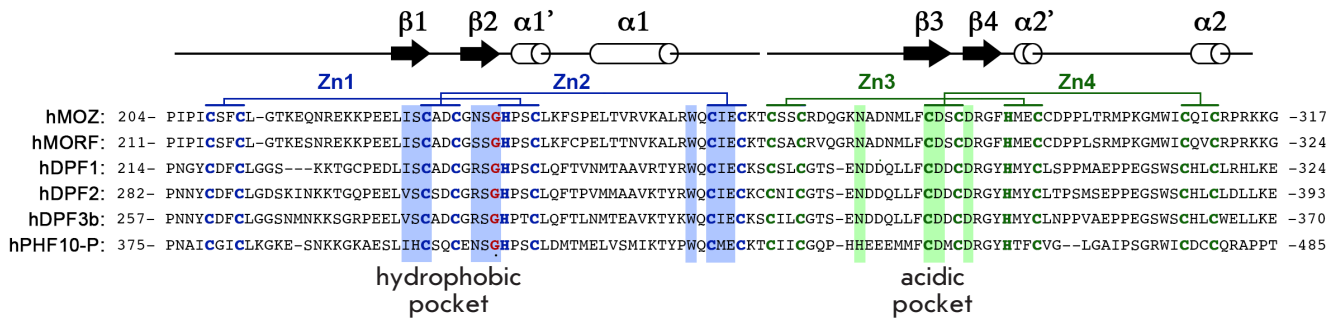 β1 β2 α1' α1 β3 β4 α2' α2
Zn1 Zn2 Zn3 Zn4
hMOZ: 204- PIPICSFCL-GTKEQNREKKPEELISCADCGNSGHPSCLKFSPELTVRVKALRWQCIECKTCSSCRDQGKNADNMLFCDSCDRGFHMECCDPPLTRMPKGMWICQICRPRKKG -317
hMORF: 211- PIPICSFCL-GTKESNREKKPEELISCADCGSSGHPSCLKFCPELTTNVKALRWQCIECKTCSACRVQGRNADNMLFCDSCDRGFHMECCDPPLSRMPKGMWICQVCRPRKKG -324
hDPF1: 214- PNGYCDFCLGGS---KKTGCPEDLISCADCGRSGHPSCLQFTVNMTAAVRTYRWQCIECKSCSLCGTS-ENDDQLLFCDDCDRGYHMYCLSPPMAEPPEGSWSCHLCLRHLKE -324
hDPF2: 282- PNNYCDFCLGDSKINKKTGQPEELVSCSDCGRSGHPSCLQFTPVMMAAVKTYRWQCIECKCCNICGTS-ENDDQLLFCDDCDRGYHMYCLTPSMSEPPEGSWSCHLCLDLLKE -393
hDPF3b: 257- PNNYCDFCLGGSNMNKKSGRPEELVSCADCGRSGHPTCLQFTLNMTEAVKTYKWQCIECKSCILCGTS-ENDDQLLFCDDCDRGYHMYCLNPPVAEPPEGSWSCHLCWELLKE -370
hPHF10-P: 375- PNAICGICLKGKE-SNKKGKAESLIHCSQCENSGHPSCLDMTMELVSMIKTYPWQCMECKTCIICGQP-HHEEEMMFCDMCDRGYHTFCVG--LGAIPSGRWICDCCQRAPPT -485
hydrophobic acidic
pocket pocket